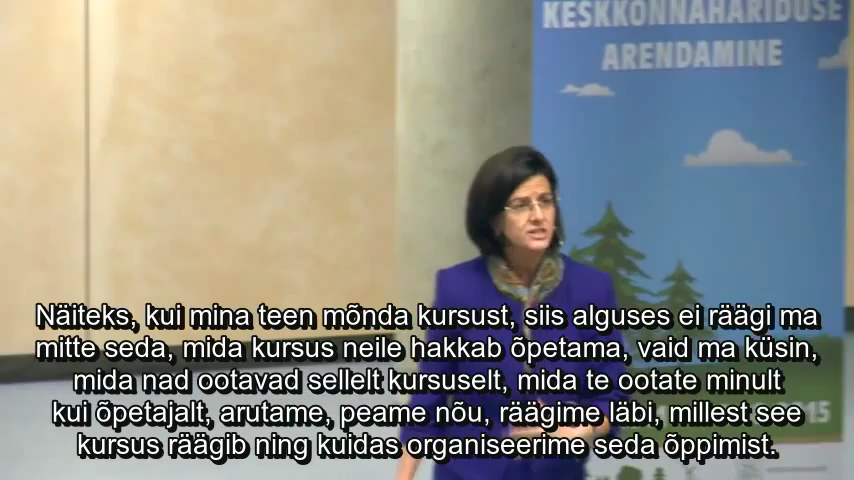 KESKKONNAHARIDUSE
ARENDAMINE
Näiteks, kui mina teen mõnda kursust, siis alguses ei räägi ma
mitte seda, mida kursus neile hakkab õpetama, vaid ma küsin,
mida nad ootavad sellelt kursuselt, mida te ootate minult
kui õpetajalt, arutame, peame nõu, räägime läbi, millest see
kursus räägib ning kuidas organiseerime seda õppimist.